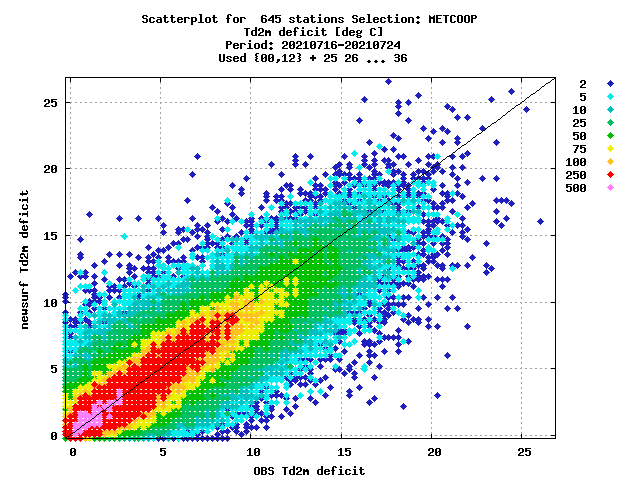 Scatterplot for 645 stations Selection: METCOOP
Td2m deficit [deg C]
Period: 20210716-20210724
Used {00,12} + 25 26 ... 36
2
5
10
25
50
75
100
250
500
25
20
15
10
5
0
newsurf Td2m deficit
0 5 10 15 20 25
OBS Td2m deficit